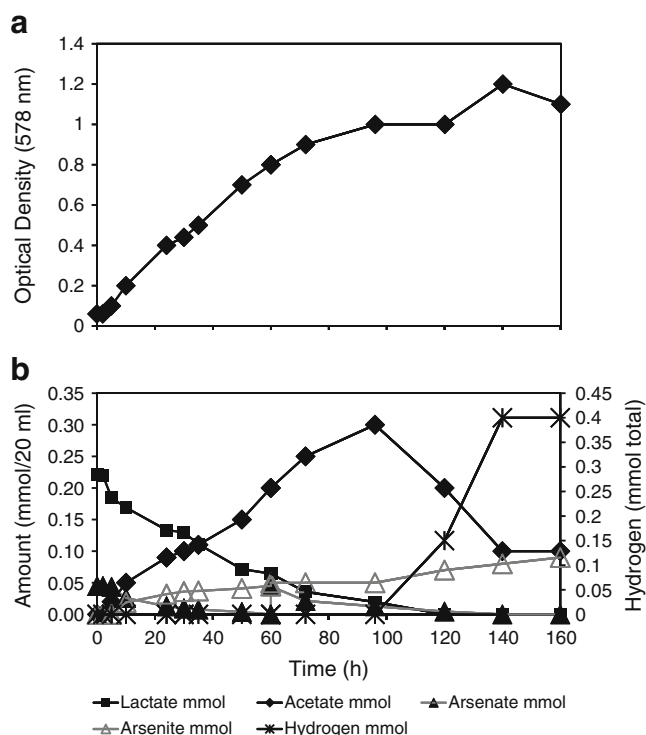 a
Optical Density (578 nm)
1.4
1.2
1
0.8
0.6
0.4
0.2
0
b
Amount (mmol/20 ml)
0.35
0.30
0.25
0.20
0.15
0.10
0.05
0.00
0.45
0.4
0.35
0.3
0.25
0.2
0.15
0.1
0.05
0
Hydrogen (mmol total)
0 20 40 60 80 100 120 140 160
Time (h)
Lactate mmol Acetate mmol Arsenate mmol
Arsenite mmol Hydrogen mmol